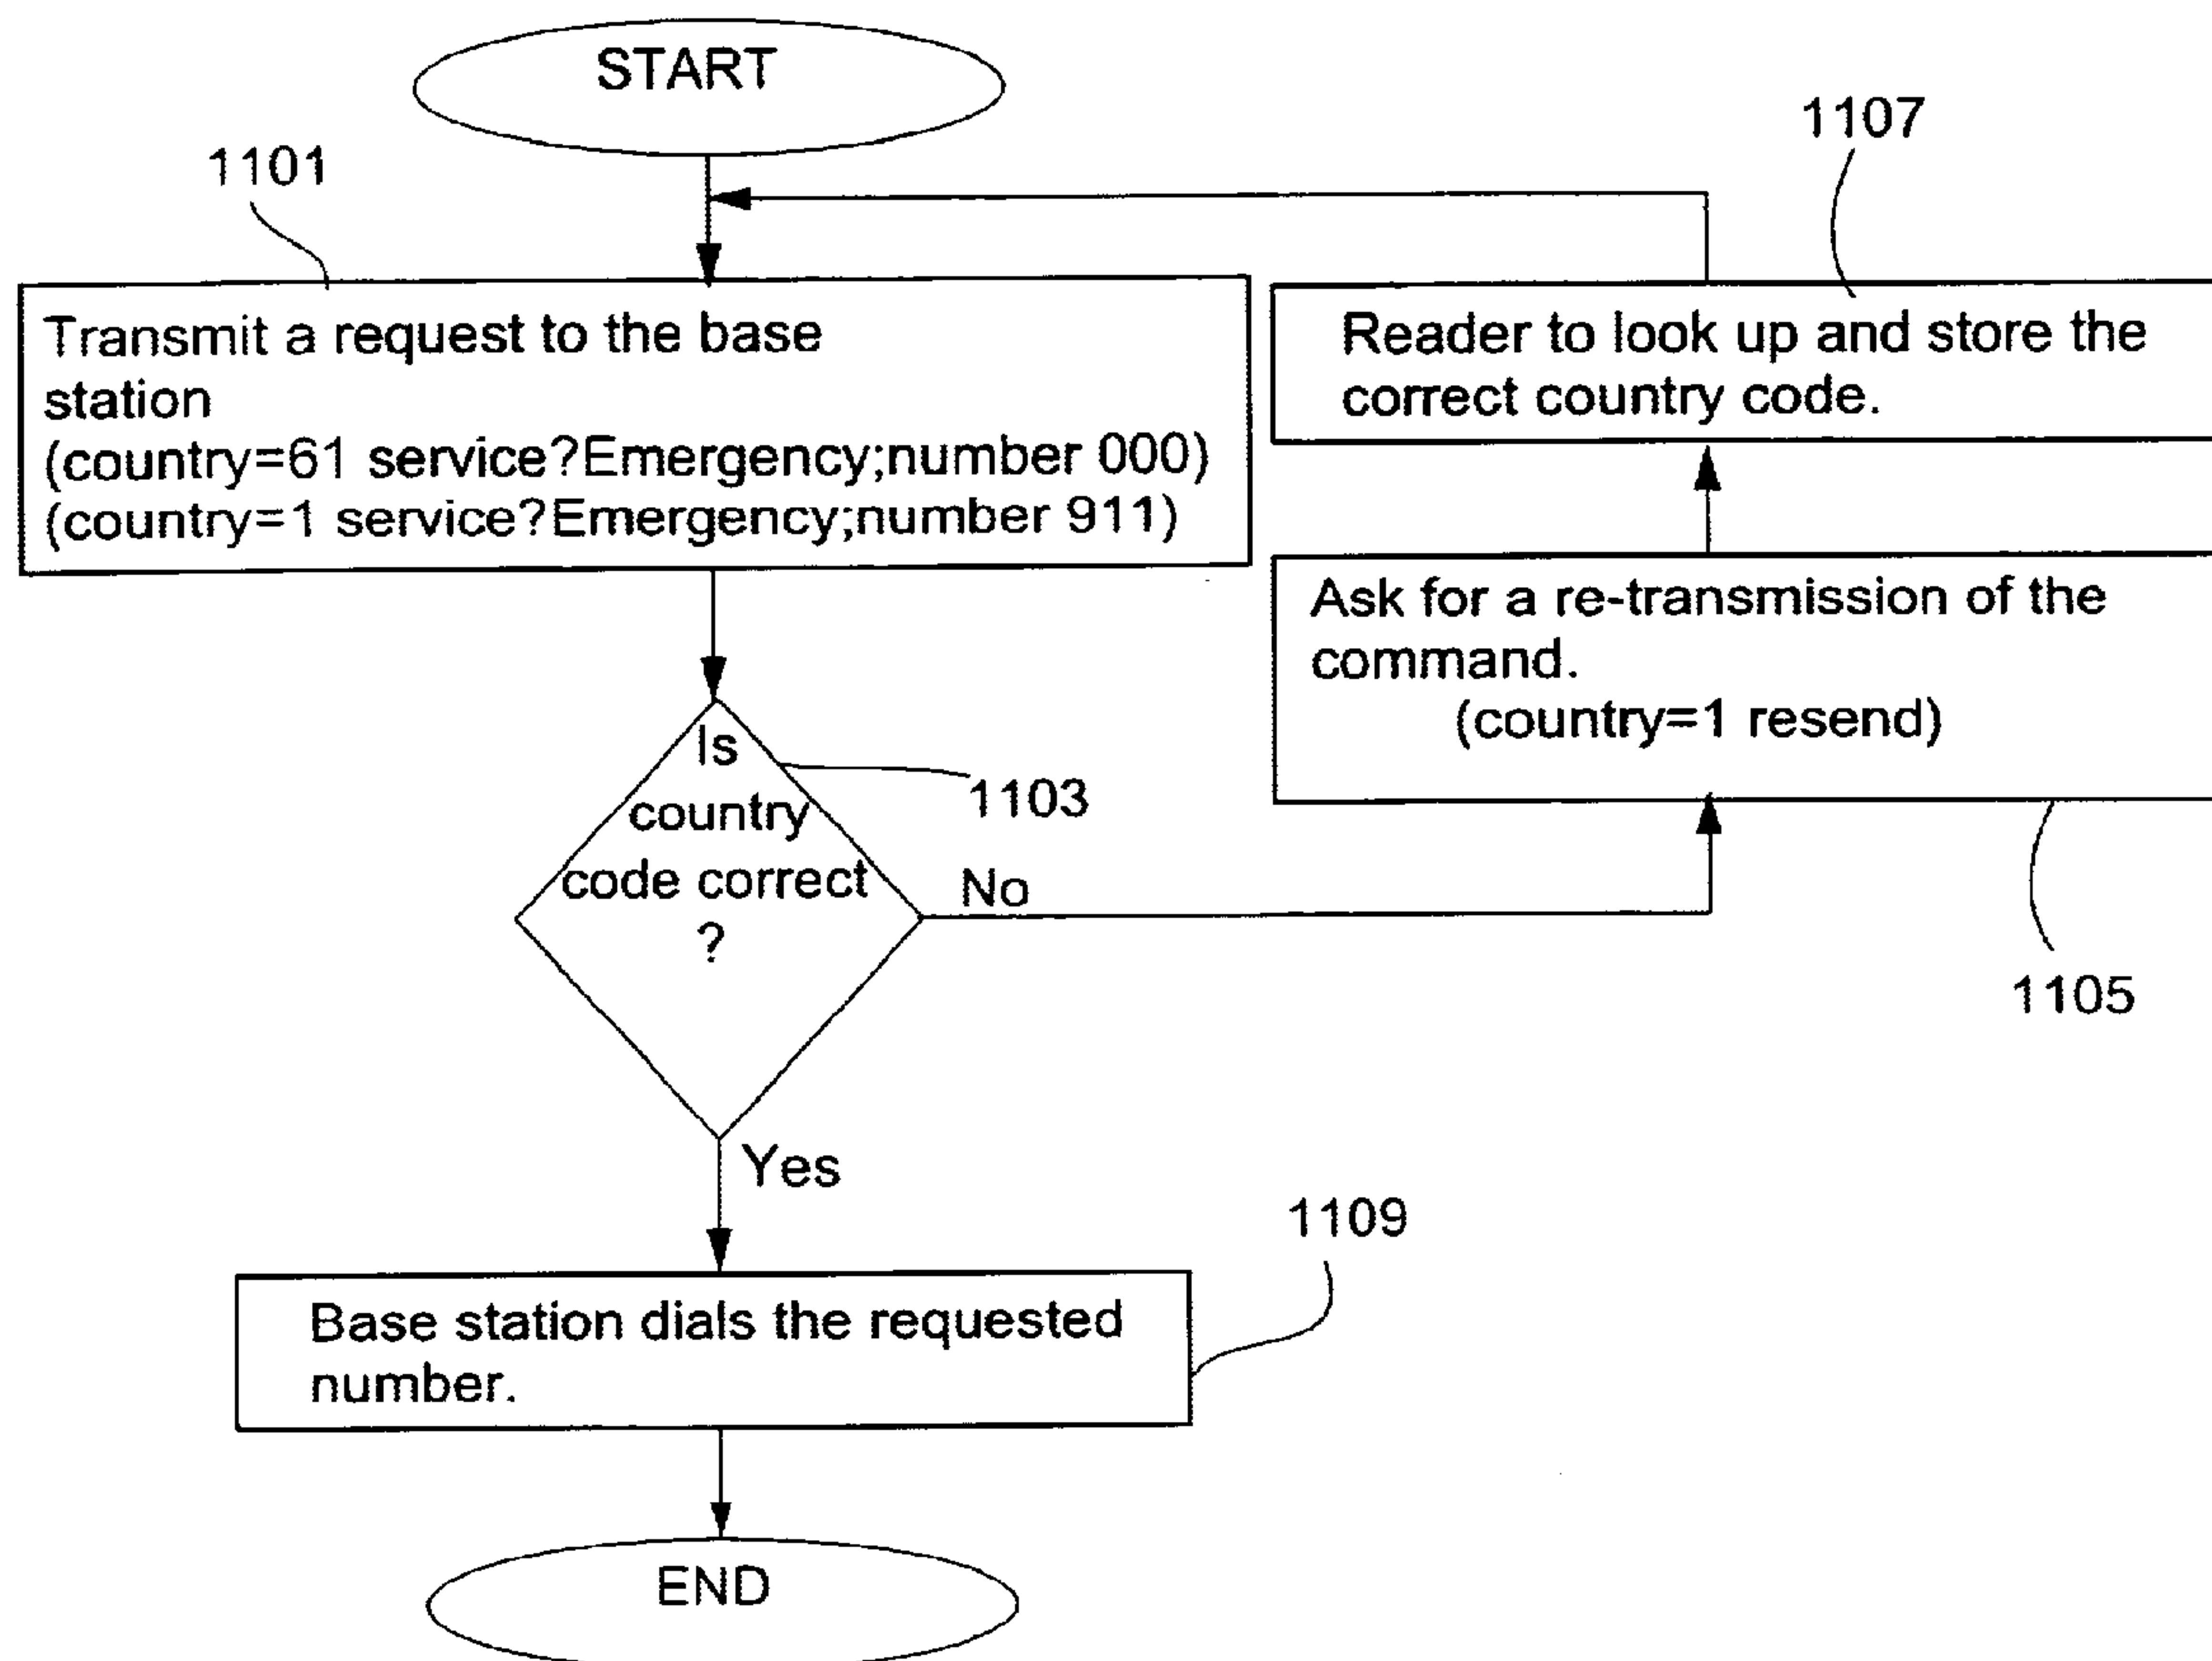 START
1101
Transmit a request to the base
station
(country=61 service?Emergency;number 000)
(country=1 service?Emergency;number 911)
1107
Reader to look up and store the
correct country code.
Ask for a re-transmission of the
command.
(country=1 resend)
1105
Is
country
code correct
?
1103
No
Yes
1109
Base station dials the requested
number.
END